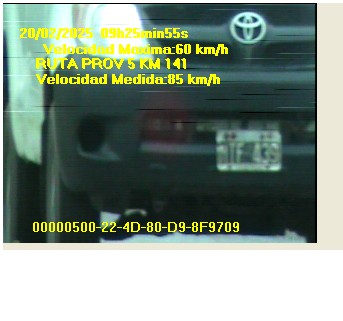 20/02/2025 09h25min55s
Velocidad Maxima:60 km/h
RUTA PROV 5 KM 141
Velocidad Medida:85 km/h
00000500-22-4D-80-D9-8F9709